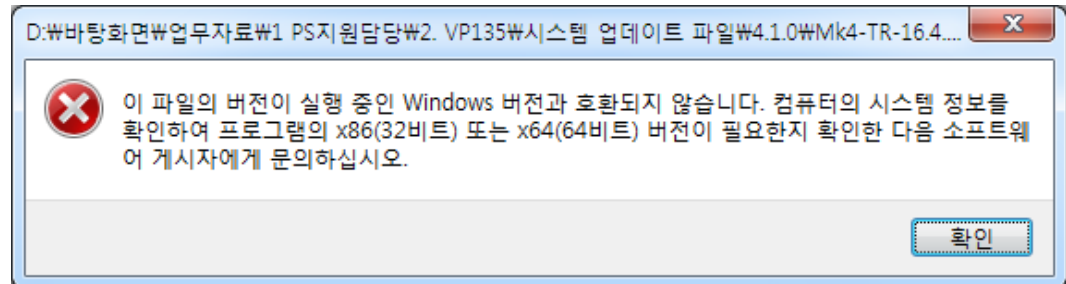 D:₩바탕화면₩업무자료₩1 PS지원담당₩2. VP135₩시스템 업데이트 파일₩4.1.0₩Mk4-TR-16.4....
이 파일의 버전이 실행 중인 Windows 버전과 호환되지 않습니다. 컴퓨터의 시스템 정보를
확인하여 프로그램의 x86(32비트) 또는 x64(64비트) 버전이 필요한지 확인한 다음 소프트웨
어 게시자에게 문의하십시오.
확인